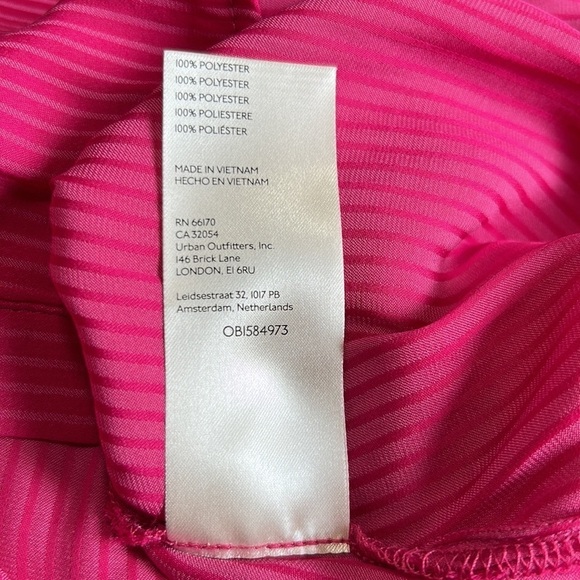 100% POLYESTER
100% POLYESTER
100% POLYESTER
100% POLIESTERE
100% POLIÉSTER
MADE IN VIETNAM
HECHO EN VIETNAM
RN 66170
CA 32054
Urban Outfitters, Inc.
146 Brick Lane
LONDON, E1 6RU
Leidsestraat 32, 1017 PB
Amsterdam, Netherlands
OB1584973